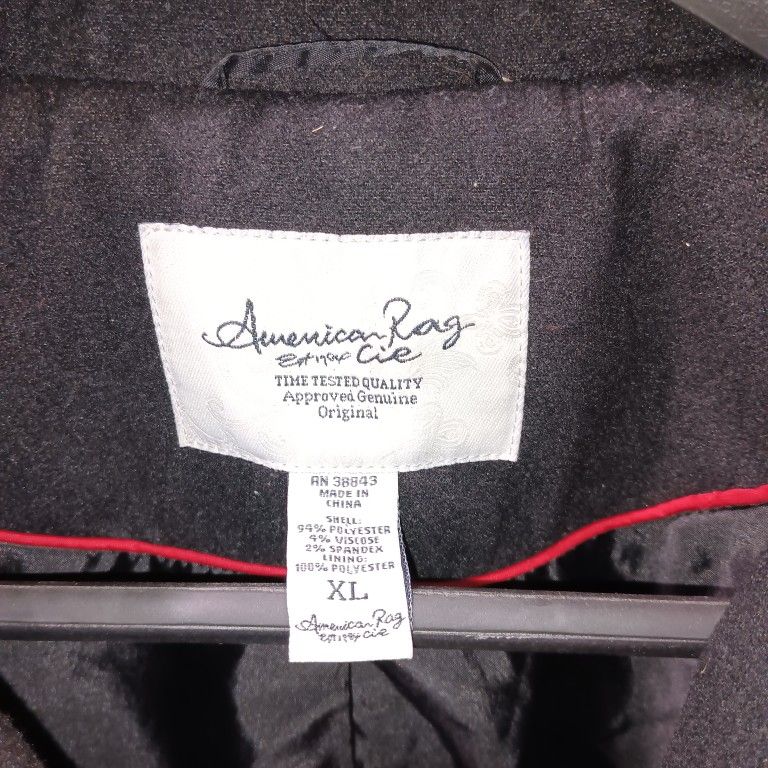 American Rag
Est 1984 Cie
TIME TESTED QUALITY
Approved Genuine
Original
RN 38843
MADE IN
CHINA
SHELL:
94% POLYESTER
4% VISCOSE
2% SPANDEX
LINING:
100% POLYESTER
XL
American Rag
Est 1984 Cie